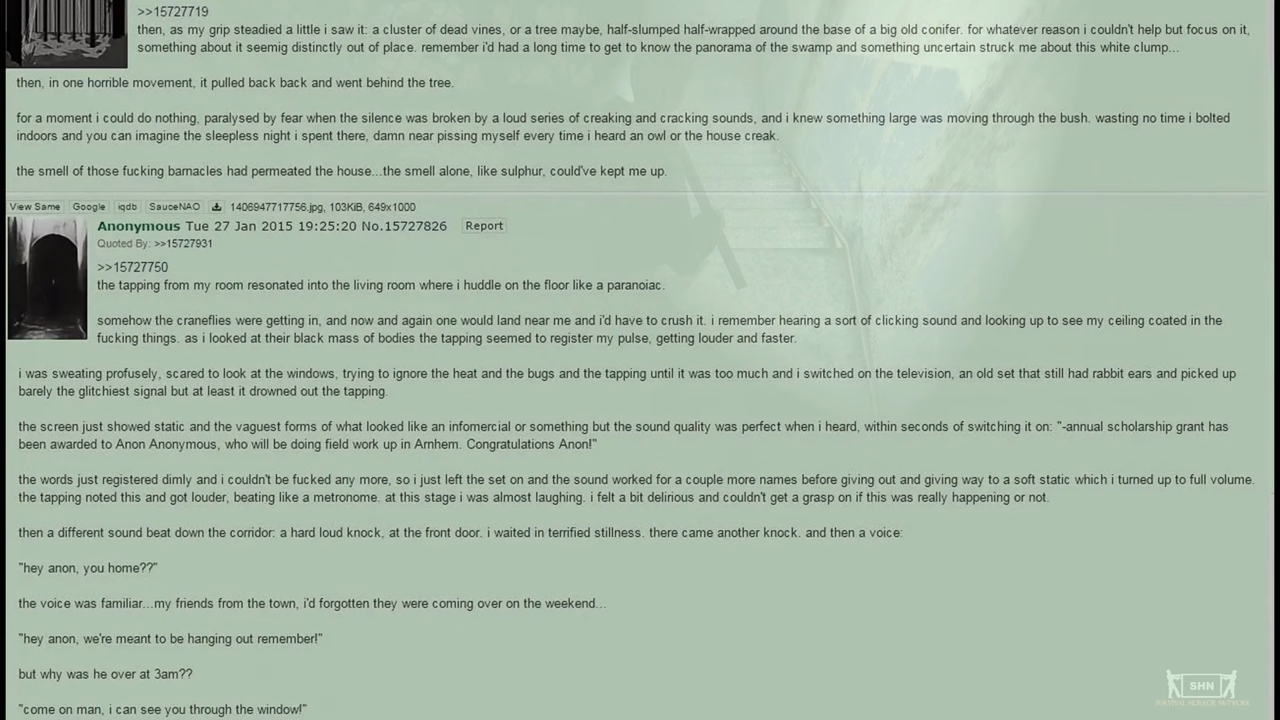 >>15727719
then, as my grip steadied a little i saw it: a cluster of dead vines, or a tree maybe, half-slumped half-wrapped around the base of a big old conifer. for whatever reason i couldn't help but focus on it,
something about it seemig distinctly out of place. remember i'd had a long time to get to know the panorama of the swamp and something uncertain struck me about this white clump...
then, in one horrible movement, it pulled back back and went behind the tree.
for a moment i could do nothing, paralysed by fear when the silence was broken by a loud series of creaking and cracking sounds, and i knew something large was moving through the bush. wasting no time i bolted
indoors and you can imagine the sleepless night i spent there, damn near pissing myself every time i heard an owl or the house creak.
the smell of those fucking barnacles had permeated the house...the smell alone, like sulphur, could've kept me up.
View Same Google iqdb SauceNAO 1406947717756.jpg, 103KiB, 649x1000
Anonymous Tue 27 Jan 2015 19:25:20 No.15727826 Report
Quoted By: >>15727931
>>15727750
the tapping from my room resonated into the living room where i huddle on the floor like a paranoiac.
somehow the craneflies were getting in, and now and again one would land near me and i'd have to crush it. i remember hearing a sort of clicking sound and looking up to see my ceiling coated in the
fucking things. as i looked at their black mass of bodies the tapping seemed to register my pulse, getting louder and faster.
i was sweating profusely, scared to look at the windows, trying to ignore the heat and the bugs and the tapping until it was too much and i switched on the television, an old set that still had rabbit ears and picked up
barely the glitchiest signal but at least it drowned out the tapping.
the screen just showed static and the vaguest forms of what looked like an infomercial or something but the sound quality was perfect when i heard, within seconds of switching it on: "-annual scholarship grant has
been awarded to Anon Anonymous, who will be doing field work up in Arnhem. Congratulations Anon!"
the words just registered dimly and i couldn't be fucked any more, so i just left the set on and the sound worked for a couple more names before giving out and giving way to a soft static which i turned up to full volume.
the tapping noted this and got louder, beating like a metronome. at this stage i was almost laughing. i felt a bit delirious and couldn't get a grasp on if this was really happening or not.
then a different sound beat down the corridor: a hard loud knock, at the front door. i waited in terrified stillness. there came another knock. and then a voice:
"hey anon, you home??"
the voice was familiar...my friends from the town, i'd forgotten they were coming over on the weekend...
"hey anon, we're meant to be hanging out remember!"
but why was he over at 3am??
"come on man, i can see you through the window!"
SHN
SURVIVAL HORROR NETWORK